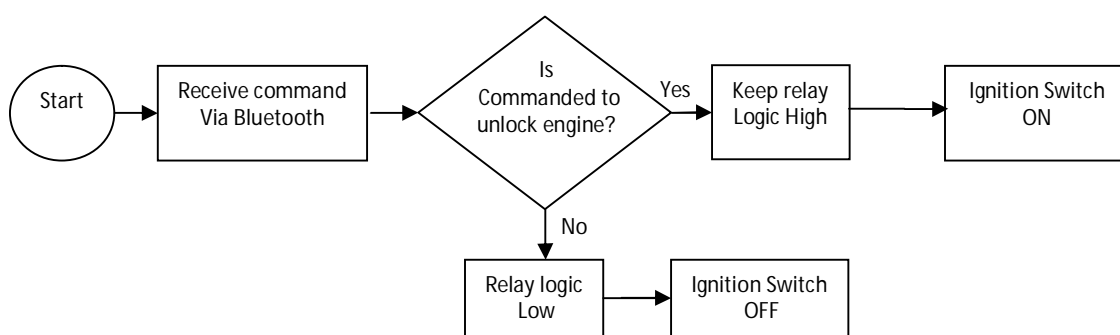 Start
Receive command
Via Bluetooth
Is
Commanded to
unlock engine?
Yes
Keep relay
Logic High
Ignition Switch
ON
No
Relay logic
Low
Ignition Switch
OFF